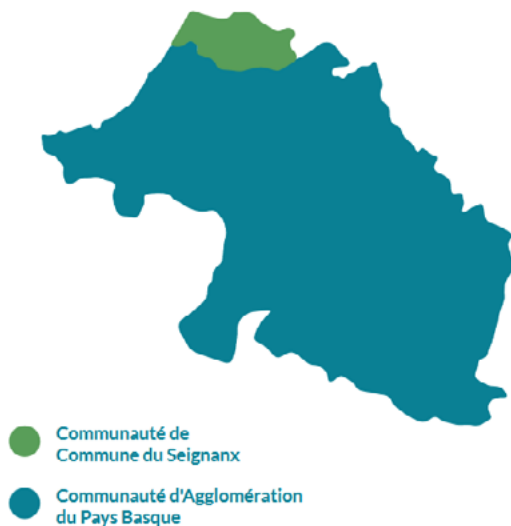 Communauté de
Commune du Seignanx
Communauté d'Agglomération
du Pays Basque